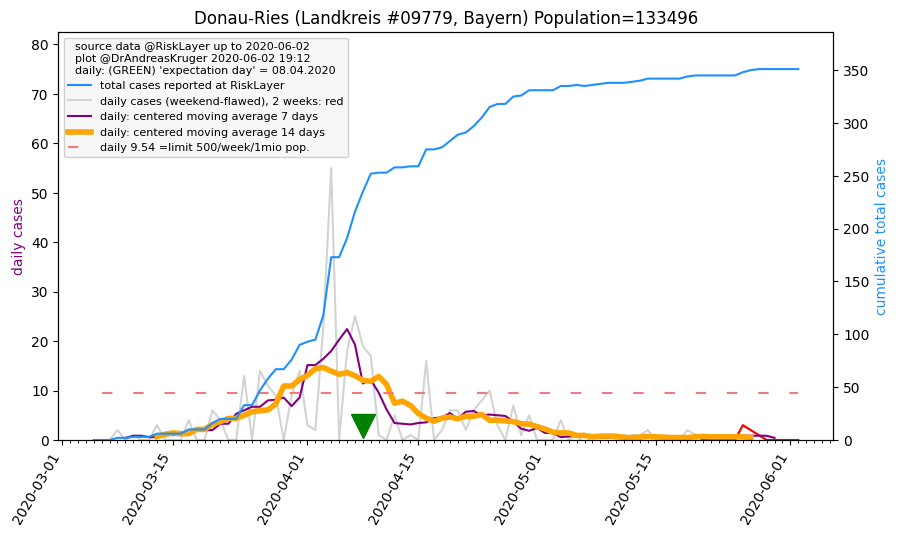 Donau-Ries (Landkreis #09779, Bayern) Population=133496
source data @RiskLayer up to 2020-06-02
plot @DrAndreasKruger 2020-06-02 19:12
daily: (GREEN) 'expectation day' = 08.04.2020
total cases reported at RiskLayer
daily cases (weekend-flawed), 2 weeks: red
daily: centered moving average 7 days
daily: centered moving average 14 days
daily 9.54 =limit 500/week/1mio pop.
daily cases
80
70
60
50
40
30
20
10
0
cumulative total cases
350
300
250
200
150
100
50
0
2020-03-01
2020-03-15
2020-04-01
2020-04-15
2020-05-01
2020-05-15
2020-06-01